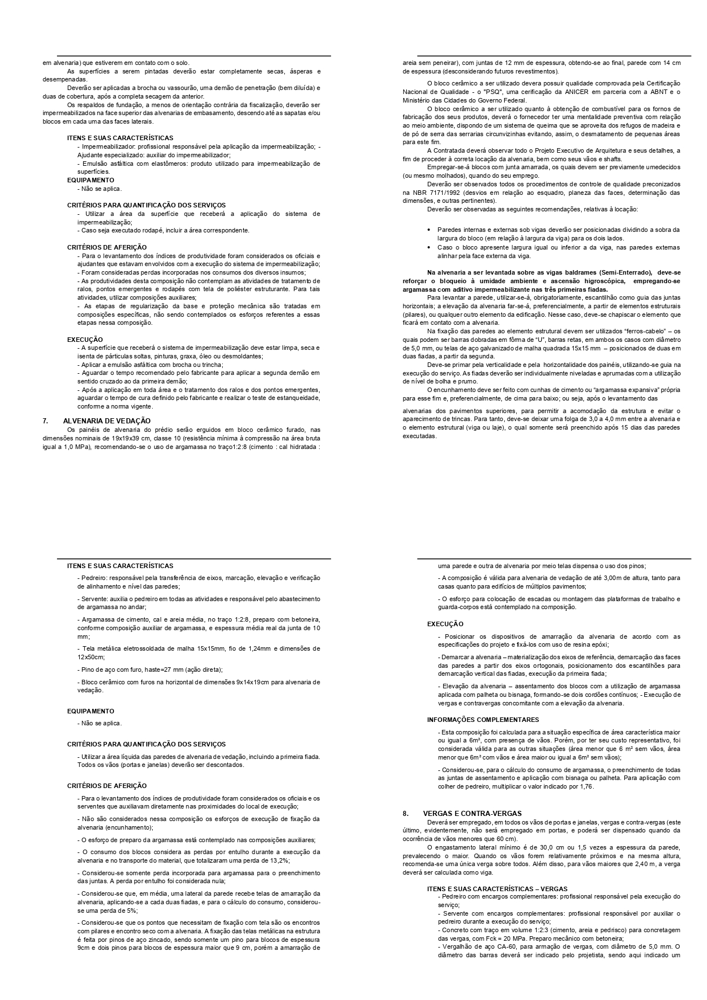 em alvenaria) que estiverem em contato com o solo.
As superfícies a serem pintadas deverão estar completamente secas, ásperas e
desempenadas.
Deverão ser aplicadas a brocha ou vassourão, uma demão de penetração (bem diluída) e
duas de cobertura, após a completa secagem da anterior.
Os respaldos de fundação, a menos de orientação contrária da fiscalização, deverão ser
impermeabilizados na face superior das alvenarias de embasamento, descendo até as sapatas e/ou
blocos em cada uma das faces laterais.
ITENS E SUAS CARACTERÍSTICAS
- Impermeabilizador: profissional responsável pela aplicação da impermeabilização; -
Ajudante especializado: auxiliar do impermeabilizador;
- Emulsão asfáltica com elastômeros: produto utilizado para impermeabilização de
superfícies.
EQUIPAMENTO
- Não se aplica.
CRITÉRIOS PARA QUANTIFICAÇÃO DOS SERVIÇOS
- Utilizar a área da superfície que receberá a aplicação do sistema de
impermeabilização;
- Caso seja executado rodapé, incluir a área correspondente.
CRITÉRIOS DE AFERIÇÃO
- Para o levantamento dos índices de produtividade foram considerados os oficiais e
ajudantes que estavam envolvidos com a execução do sistema de impermeabilização;
- Foram consideradas perdas incorporadas nos consumos dos diversos insumos;
- As produtividades desta composição não contemplam as atividades de tratamento de
ralos, pontos emergentes e rodapés com tela de poliéster estruturante. Para tais
atividades, utilizar composições auxiliares;
- As etapas de regularização da base e proteção mecânica são tratadas em
composições específicas, não sendo contemplados os esforços referentes a essas
etapas nessa composição.
EXECUÇÃO
- A superfície que receberá o sistema de impermeabilização deve estar limpa, seca e
isenta de párticulas soltas, pinturas, graxa, óleo ou desmoldantes;
- Aplicar a emulsão asfáltica com brocha ou trincha;
- Aguardar o tempo recomendado pelo fabricante para aplicar a segunda demão em
sentido cruzado ao da primeira demão;
- Após a aplicação em toda área e o tratamento dos ralos e dos pontos emergentes,
aguardar o tempo de cura definido pelo fabricante e realizar o teste de estanqueidade,
conforme a norma vigente.
7. ALVENARIA DE VEDAÇÃO
Os painéis de alvenaria do prédio serão erguidos em bloco cerâmico furado, nas
dimensões nominais de 19x19x39 cm, classe 10 (resistência mínima à compressão na área bruta
igual a 1,0 MPa), recomendando-se o uso de argamassa no traço1:2:8 (cimento : cal hidratada :
areia sem peneirar), com juntas de 12 mm de espessura, obtendo-se ao final, parede com 14 cm
de espessura (desconsiderando futuros revestimentos).
O bloco cerâmico a ser utilizado devera possuir qualidade comprovada pela Certificação
Nacional de Qualidade - o "PSQ", uma cerificação da ANICER em parceria com a ABNT e o
Ministério das Cidades do Governo Federal.
O bloco cerâmico a ser utilizado quanto à obtenção de combustível para os fornos de
fabricação dos seus produtos, deverá o fornecedor ter uma mentalidade preventiva com relação
ao meio ambiente, dispondo de um sistema de queima que se aproveita dos refugos de madeira e
de pó de serra das serrarias circunvizinhas evitando, assim, o desmatamento de pequenas áreas
para este fim.
A Contratada deverá observar todo o Projeto Executivo de Arquitetura e seus detalhes, a
fim de proceder à correta locação da alvenaria, bem como seus vãos e shafts.
Empregar-se-á blocos com junta amarrada, os quais devem ser previamente umedecidos
(ou mesmo molhados), quando do seu emprego.
Deverão ser observados todos os procedimentos de controle de qualidade preconizados
na NBR 7171/1992 (desvios em relação ao esquadro, planeza das faces, determinação das
dimensões, e outras pertinentes).
Deverão ser observadas as seguintes recomendações, relativas à locação:
• Paredes internas e externas sob vigas deverão ser posicionadas dividindo a sobra da
largura do bloco (em relação à largura da viga) para os dois lados.
• Caso o bloco apresente largura igual ou inferior a da viga, nas paredes externas
alinhar pela face externa da viga.
Na alvenaria a ser levantada sobre as vigas baldrames (Semi-Enterrado), deve-se
reforçar o bloqueio à umidade ambiente e ascensão higroscópica, empregando-se
argamassa com aditivo impermeabilizante nas três primeiras fiadas.
Para levantar a parede, utilizar-se-á, obrigatoriamente, escantilhão como guia das juntas
horizontais; a elevação da alvenaria far-se-á, preferencialmente, a partir de elementos estruturais
(pilares), ou qualquer outro elemento da edificação. Nesse caso, deve-se chapiscar o elemento que
ficará em contato com a alvenaria.
Na fixação das paredes ao elemento estrutural devem ser utilizados “ferros-cabelo” – os
quais podem ser barras dobradas em fôrma de “U”, barras retas, em ambos os casos com diâmetro
de 5,0 mm, ou telas de aço galvanizado de malha quadrada 15x15 mm – posicionados de duas em
duas fiadas, a partir da segunda.
Deve-se primar pela verticalidade e pela horizontalidade dos painéis, utilizando-se guia na
execução do serviço. As fiadas deverão ser individualmente niveladas e aprumadas com a utilização
de nível de bolha e prumo.
O encunhamento deve ser feito com cunhas de cimento ou “argamassa expansiva” própria
para esse fim e, preferencialmente, de cima para baixo; ou seja, após o levantamento das
alvenarias dos pavimentos superiores, para permitir a acomodação da estrutura e evitar o
aparecimento de trincas. Para tanto, deve-se deixar uma folga de 3,0 a 4,0 mm entre a alvenaria e
o elemento estrutural (viga ou laje), o qual somente será preenchido após 15 dias das paredes
executadas.
ITENS E SUAS CARACTERÍSTICAS
- Pedreiro: responsável pela transferência de eixos, marcação, elevação e verificação
de alinhamento e nível das paredes;
- Servente: auxilia o pedreiro em todas as atividades e responsável pelo abastecimento
de argamassa no andar;
- Argamassa de cimento, cal e areia média, no traço 1:2:8, preparo com betoneira,
conforme composição auxiliar de argamassa, e espessura média real da junta de 10
mm;
- Tela metálica eletrossoldada de malha 15x15mm, fio de 1,24mm e dimensões de
12x50cm;
- Pino de aço com furo, haste=27 mm (ação direta);
- Bloco cerâmico com furos na horizontal de dimensões 9x14x19cm para alvenaria de
vedação.
EQUIPAMENTO
- Não se aplica.
CRITÉRIOS PARA QUANTIFICAÇÃO DOS SERVIÇOS
- Utilizar a área líquida das paredes de alvenaria de vedação, incluindo a primeira fiada.
Todos os vãos (portas e janelas) deverão ser descontados.
CRITÉRIOS DE AFERIÇÃO
- Para o levantamento dos índices de produtividade foram considerados os oficiais e os
serventes que auxiliavam diretamente nas proximidades do local de execução;
- Não são considerados nessa composição os esforços de execução de fixação da
alvenaria (encunhamento);
- O esforço de preparo da argamassa está contemplado nas composições auxiliares;
- O consumo dos blocos considera as perdas por entulho durante a execução da
alvenaria e no transporte do material, que totalizaram uma perda de 13,2%;
- Considerou-se somente perda incorporada para argamassa para o preenchimento
das juntas. A perda por entulho foi considerada nula;
- Considerou-se que, em média, uma lateral da parede recebe telas de amarração da
alvenaria, aplicando-se a cada duas fiadas, e para o cálculo do consumo, considerou-
se uma perda de 5%;
- Considerou-se que os pontos que necessitam de fixação com tela são os encontros
com pilares e encontro seco com a alvenaria. A fixação das telas metálicas na estrutura
é feita por pinos de aço zincado, sendo somente um pino para blocos de espessura
9cm e dois pinos para blocos de espessura maior que 9 cm, porém a amarração de
uma parede e outra de alvenaria por meio telas dispensa o uso dos pinos;
- A composição é válida para alvenaria de vedação de até 3,00m de altura, tanto para
casas quanto para edifícios de múltiplos pavimentos;
- O esforço para colocação de escadas ou montagem das plataformas de trabalho e
guarda-corpos está contemplado na composição.
EXECUÇÃO
- Posicionar os dispositivos de amarração da alvenaria de acordo com as
especificações do projeto e fixá-los com uso de resina epóxi;
- Demarcar a alvenaria – materialização dos eixos de referência, demarcação das faces
das paredes a partir dos eixos ortogonais, posicionamento dos escantilhões para
demarcação vertical das fiadas, execução da primeira fiada;
- Elevação da alvenaria – assentamento dos blocos com a utilização de argamassa
aplicada com palheta ou bisnaga, formando-se dois cordões contínuos; - Execução de
vergas e contravergas concomitante com a elevação da alvenaria.
INFORMAÇÕES COMPLEMENTARES
- Esta composição foi calculada para a situação específica de área característica maior
ou igual a 6m², com presença de vãos. Porém, por ter seu custo representativo, foi
considerada válida para as outras situações (área menor que 6 m² sem vãos, área
menor que 6m² com vãos e área maior ou igual a 6m² sem vãos);
- Considerou-se, para o cálculo do consumo de argamassa, o preenchimento de todas
as juntas de assentamento e aplicação com bisnaga ou palheta. Para aplicação com
colher de pedreiro, multiplicar o valor indicado por 1,76.
8. VERGAS E CONTRA-VERGAS
Deverá ser empregado, em todos os vãos de portas e janelas, vergas e contra-vergas (este
último, evidentemente, não será empregado em portas, e poderá ser dispensado quando da
ocorrência de vãos menores que 60 cm).
O engastamento lateral mínimo é de 30,0 cm ou 1,5 vezes a espessura da parede,
prevalecendo o maior. Quando os vãos forem relativamente próximos e na mesma altura,
recomenda-se uma única verga sobre todos. Além disso, para vãos maiores que 2,40 m, a verga
deverá ser calculada como viga.
ITENS E SUAS CARACTERÍSTICAS – VERGAS
- Pedreiro com encargos complementares: profissional responsável pela execução do
serviço;
- Servente com encargos complementares: profissional responsável por auxiliar o
pedreiro durante a execução do serviço;
- Concreto com traço em volume 1:2:3 (cimento, areia e pedrisco) para concretagem
das vergas, com Fck = 20 MPa. Preparo mecânico com betoneira;
- Vergalhão de aço CA-60, para armação de vergas, com diâmetro de 5,0 mm. O
diâmetro das barras deverá ser indicado pelo projetista, sendo aqui indicado um